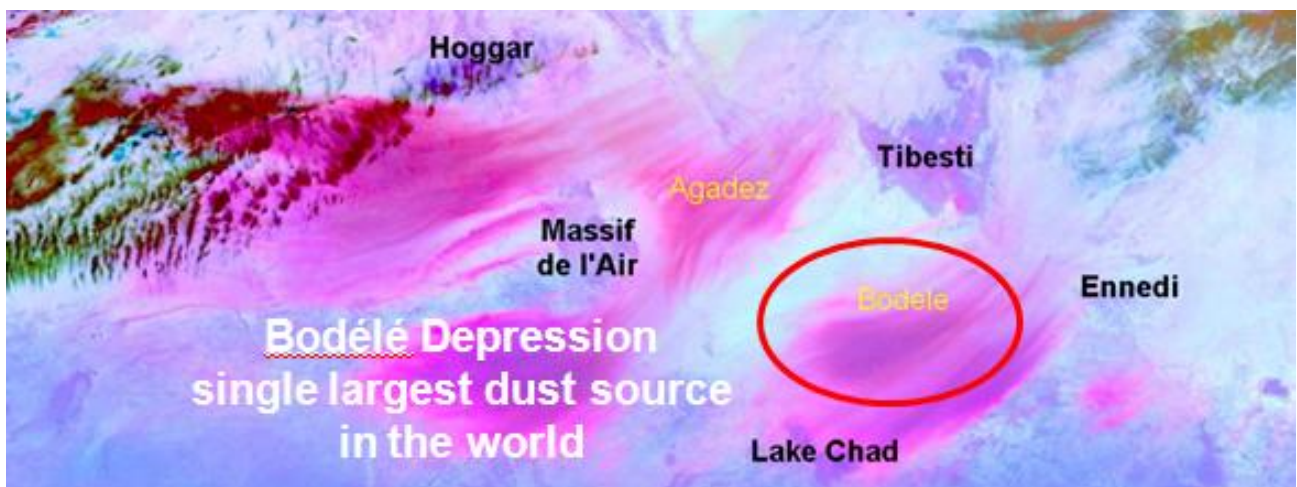 Hoggar
Tibesti
Agadez
Massif
de l'Air
Ennedi
Bodele
Bodélé Depression
single largest dust source
in the world
Lake Chad